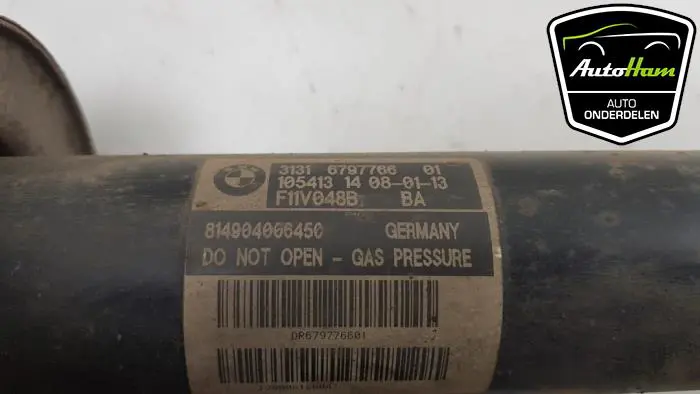 AutoHam
AUTO
ONDERDELEN
3131 6797766 01
105413 14 08-01-13
F11V048B BA
814904006450 GERMANY
DO NOT OPEN - GAS PRESSURE
DR679776601